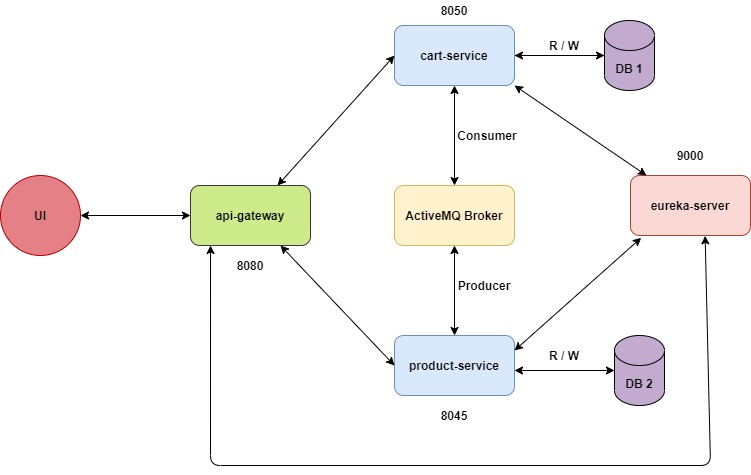 8050
cart-service
R / W
DB 1
Consumer
9000
UI
api-gateway
ActiveMQ Broker
eureka-server
8080
Producer
product-service
R / W
DB 2
8045